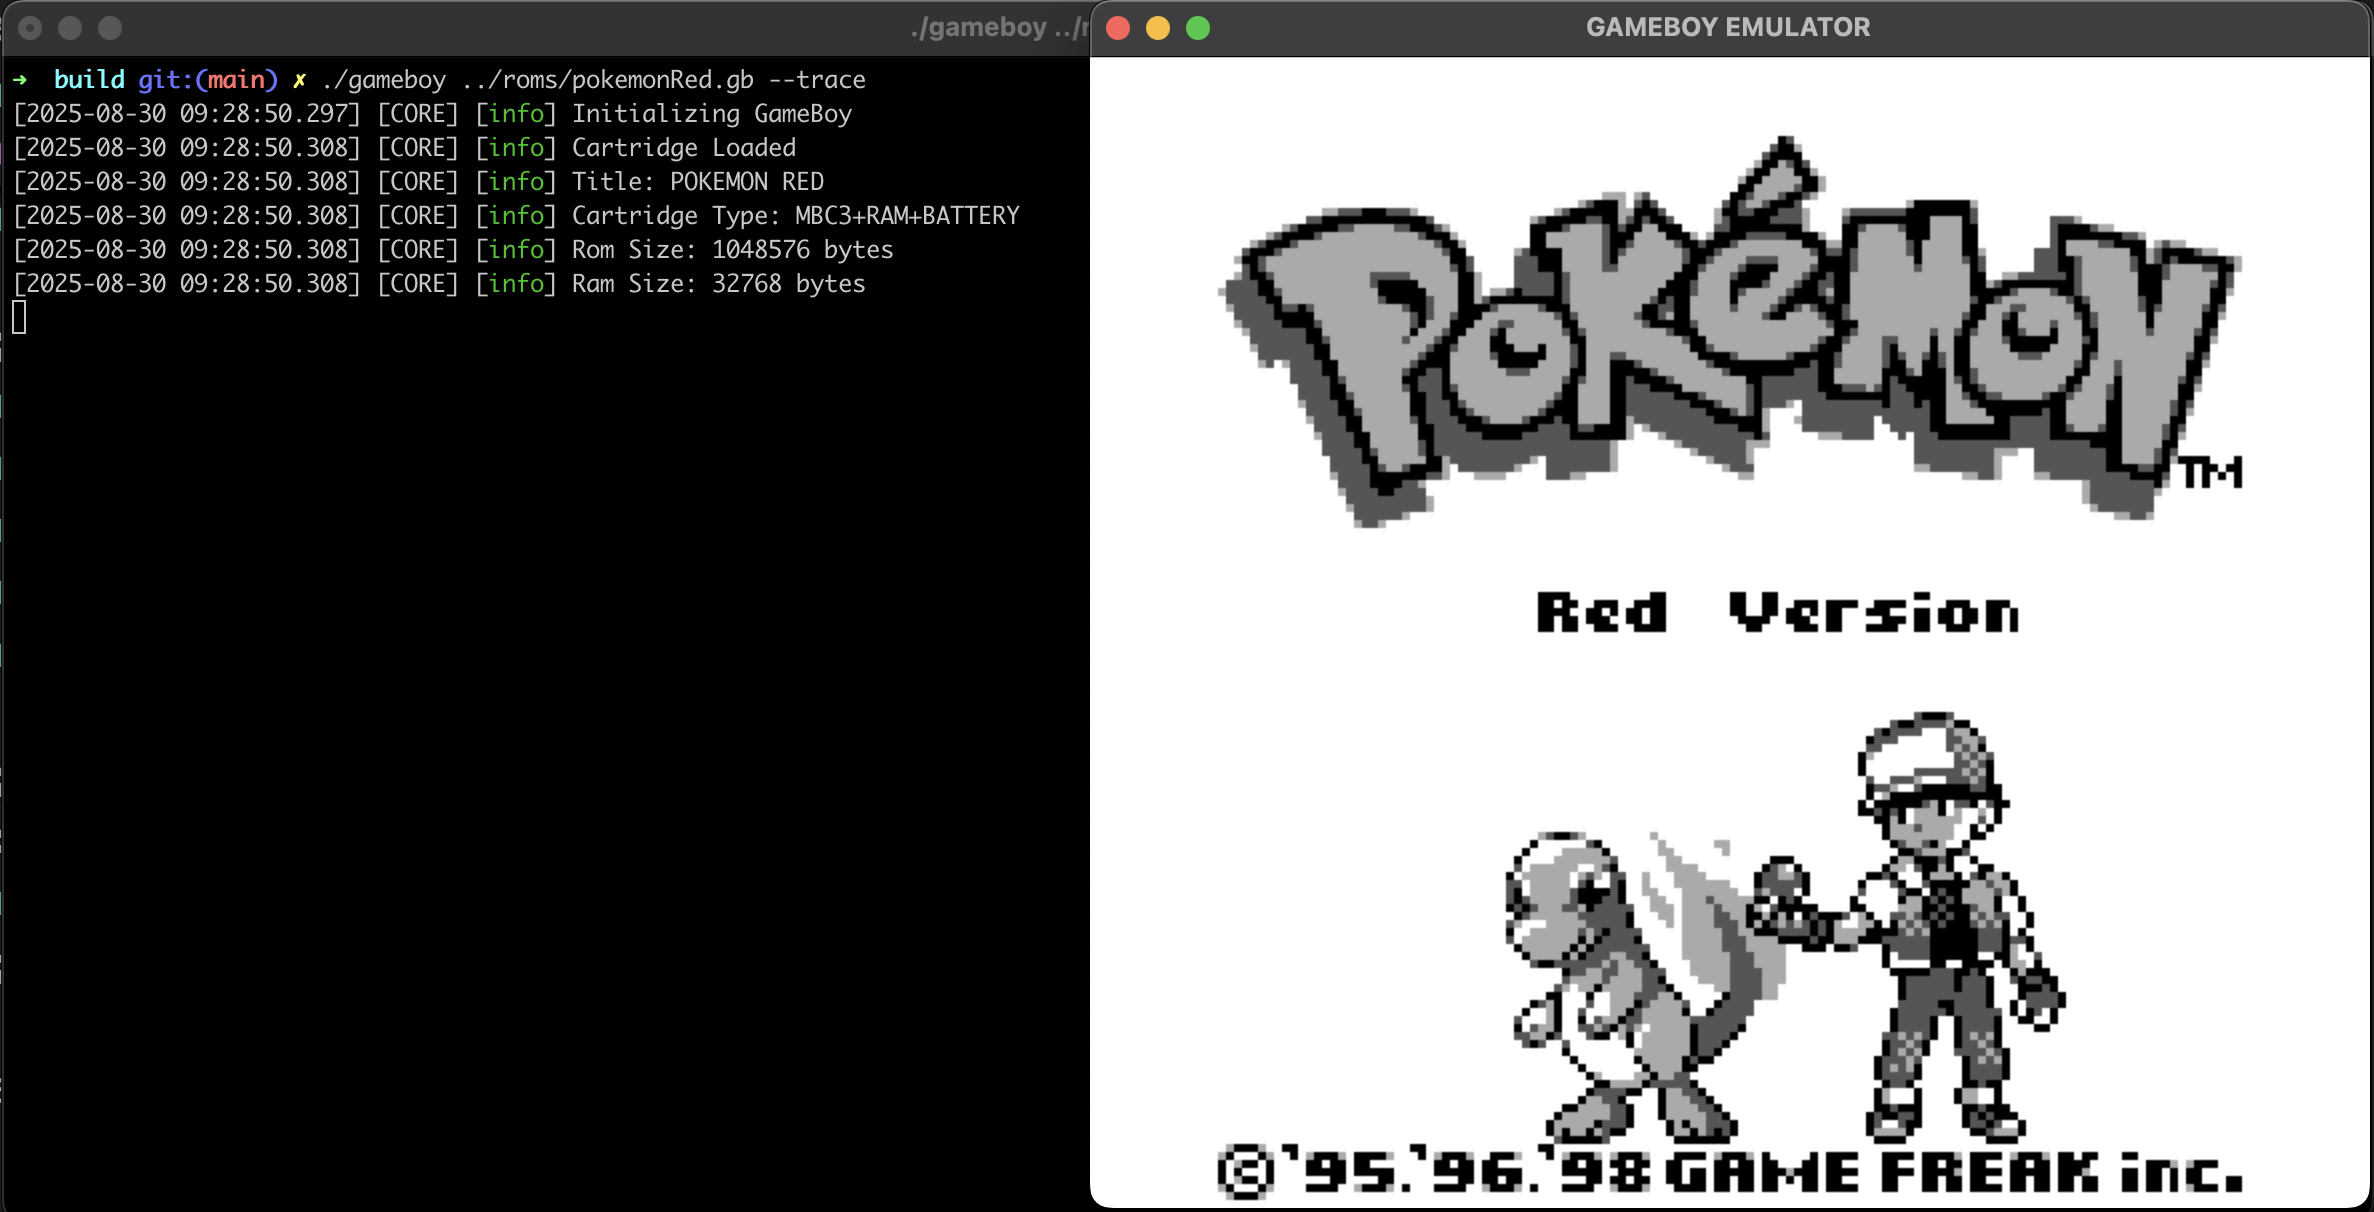 ./gameboy ../r
➜ build git:(main) ✗ ./gameboy ../roms/pokemonRed.gb --trace
[2025-08-30 09:28:50.297] [CORE] [info] Initializing GameBoy
[2025-08-30 09:28:50.308] [CORE] [info] Cartridge Loaded
[2025-08-30 09:28:50.308] [CORE] [info] Title: POKEMON RED
[2025-08-30 09:28:50.308] [CORE] [info] Cartridge Type: MBC3+RAM+BATTERY
[2025-08-30 09:28:50.308] [CORE] [info] Rom Size: 1048576 bytes
[2025-08-30 09:28:50.308] [CORE] [info] Ram Size: 32768 bytes
GAMEBOY EMULATOR
POKéMON™
Red Version
©'95.'96.'98 GAME FREAK inc.